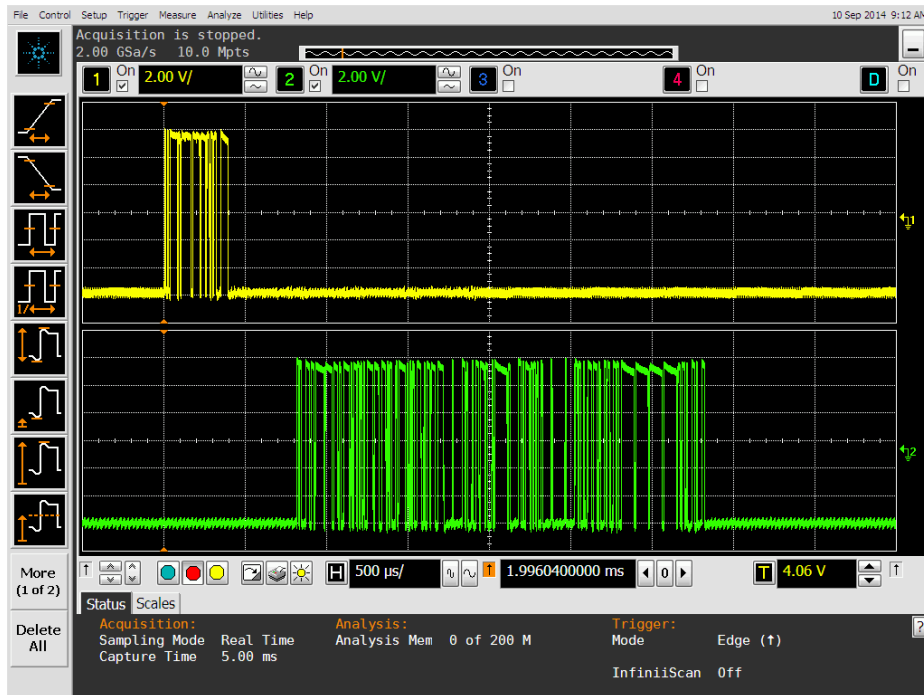 File Control Setup Trigger Measure Analyze Utilities Help 10 Sep 2014 9:12 AM
Acquisition is stopped.
2.00 GSa/s 10.0 Mpts
1 On 2.00 V/ 2 On 2.00 V/ 3 On 4 On D On
1
2
1/
More
(1 of 2)
Delete
All
H 500 µs/ 1.9960400000 ms 0 T 4.06 V
Status Scales
Acquisition: Analysis: Trigger:
Sampling Mode Real Time Analysis Mem 0 of 200 M Mode Edge (↑)
Capture Time 5.00 ms
InfiniiScan Off
?